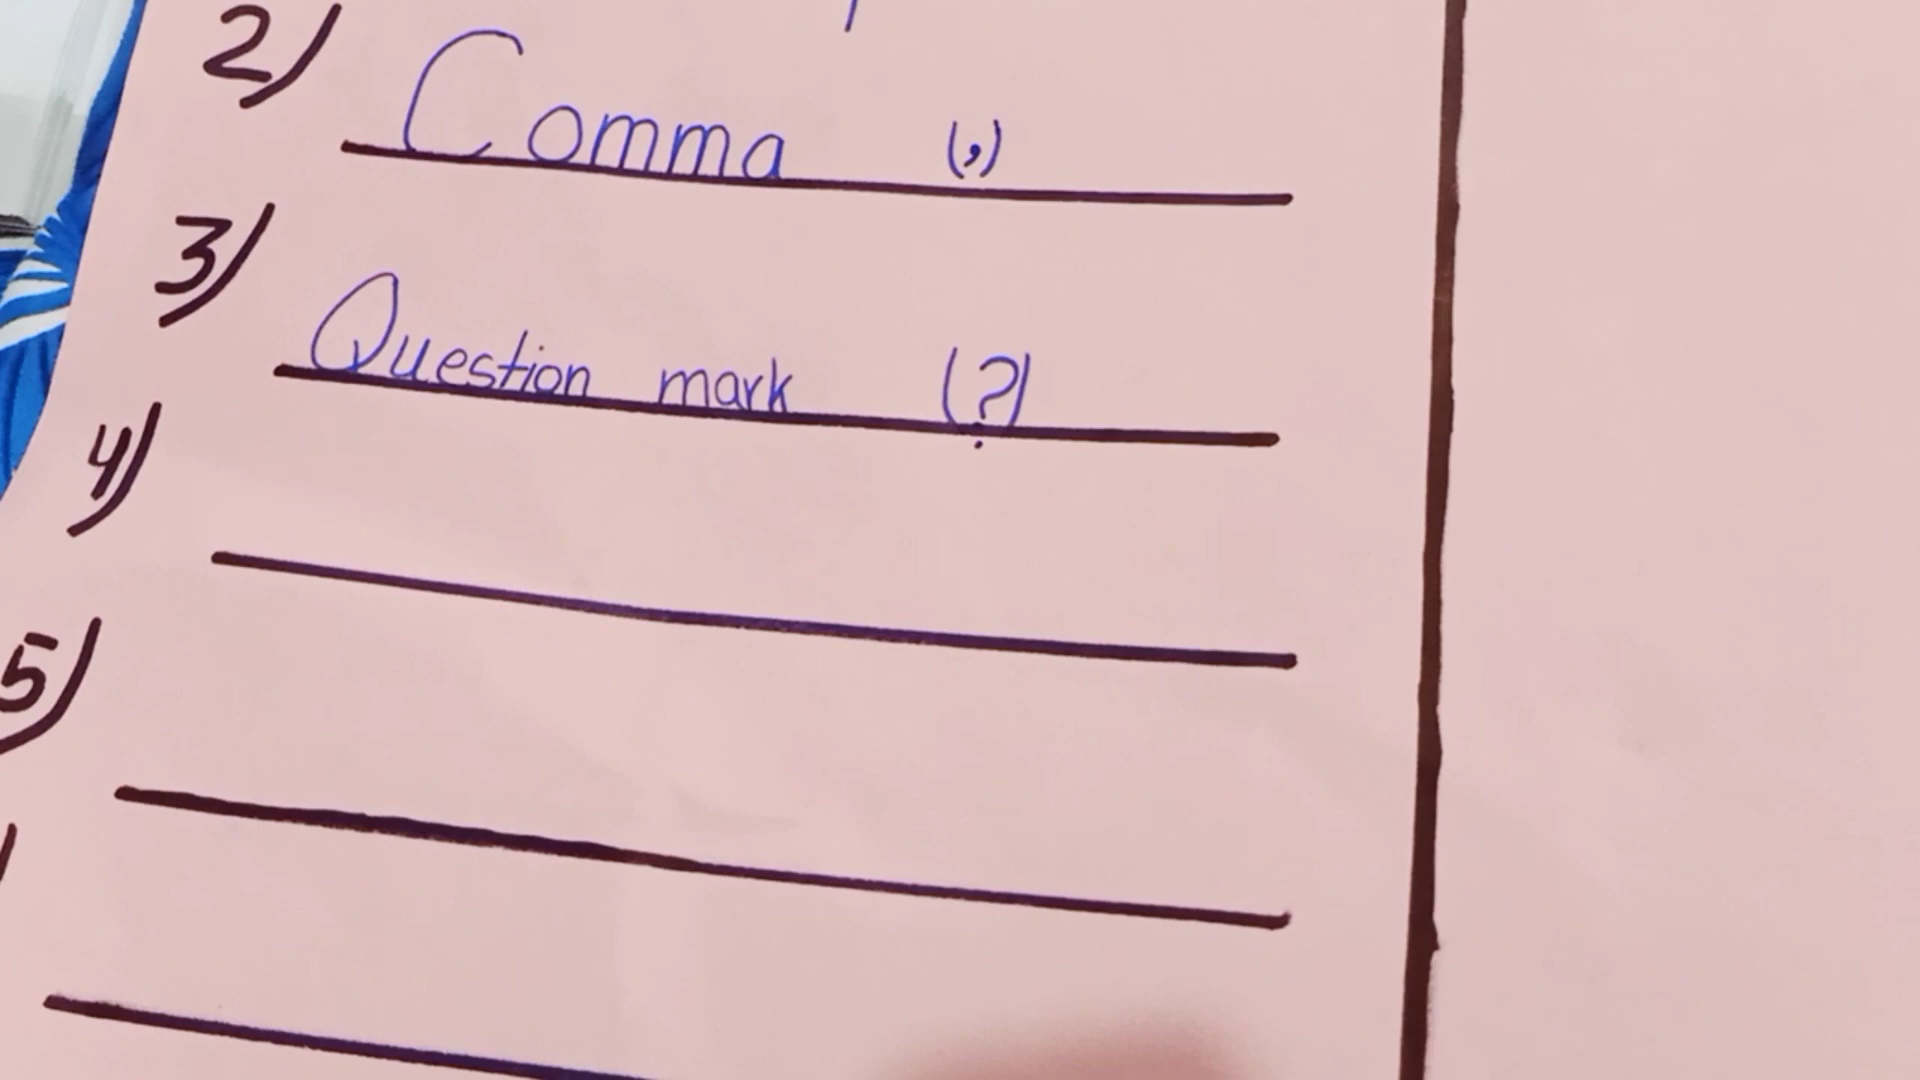 2) Comma (,)
3) Question mark (?)
4)
5)